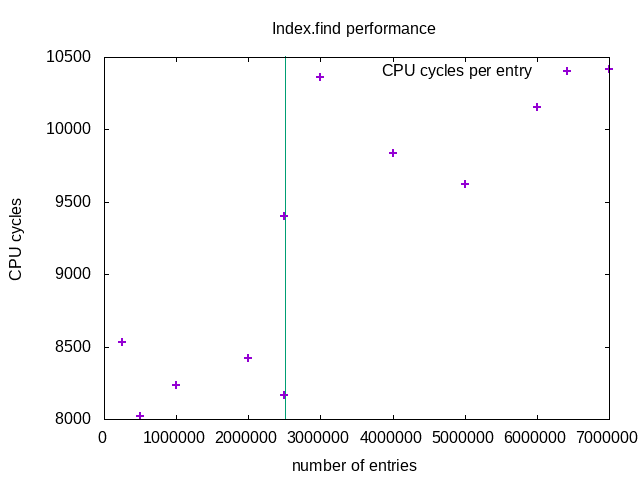 Index.find performance
CPU cycles per entry
10500
10000
9500
9000
8500
8000
CPU cycles
0 1000000 2000000 3000000 4000000 5000000 6000000 7000000
number of entries